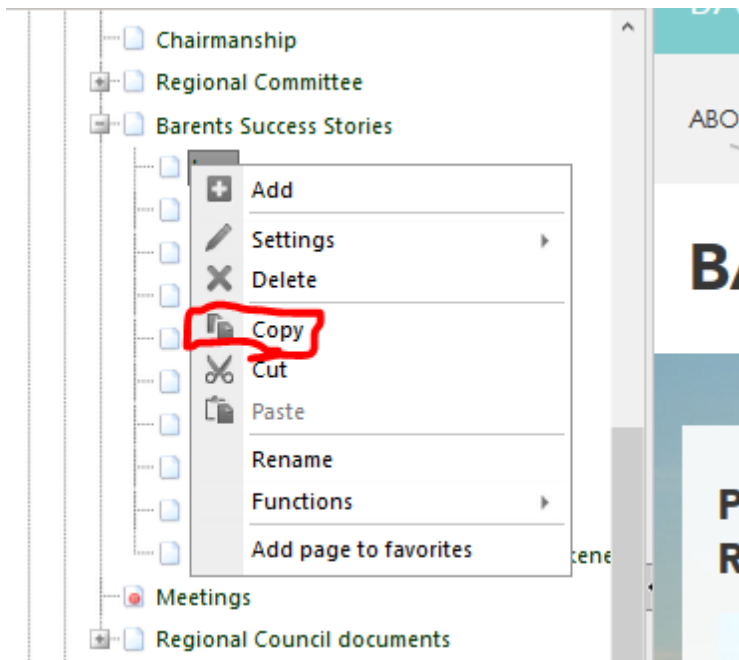 Chairmanship
Regional Committee
Barents Success Stories
Add
Settings
Delete
Copy
Cut
Paste
Rename
Functions
Add page to favorites
Meetings
Regional Council documents
ABO
BA
P
R